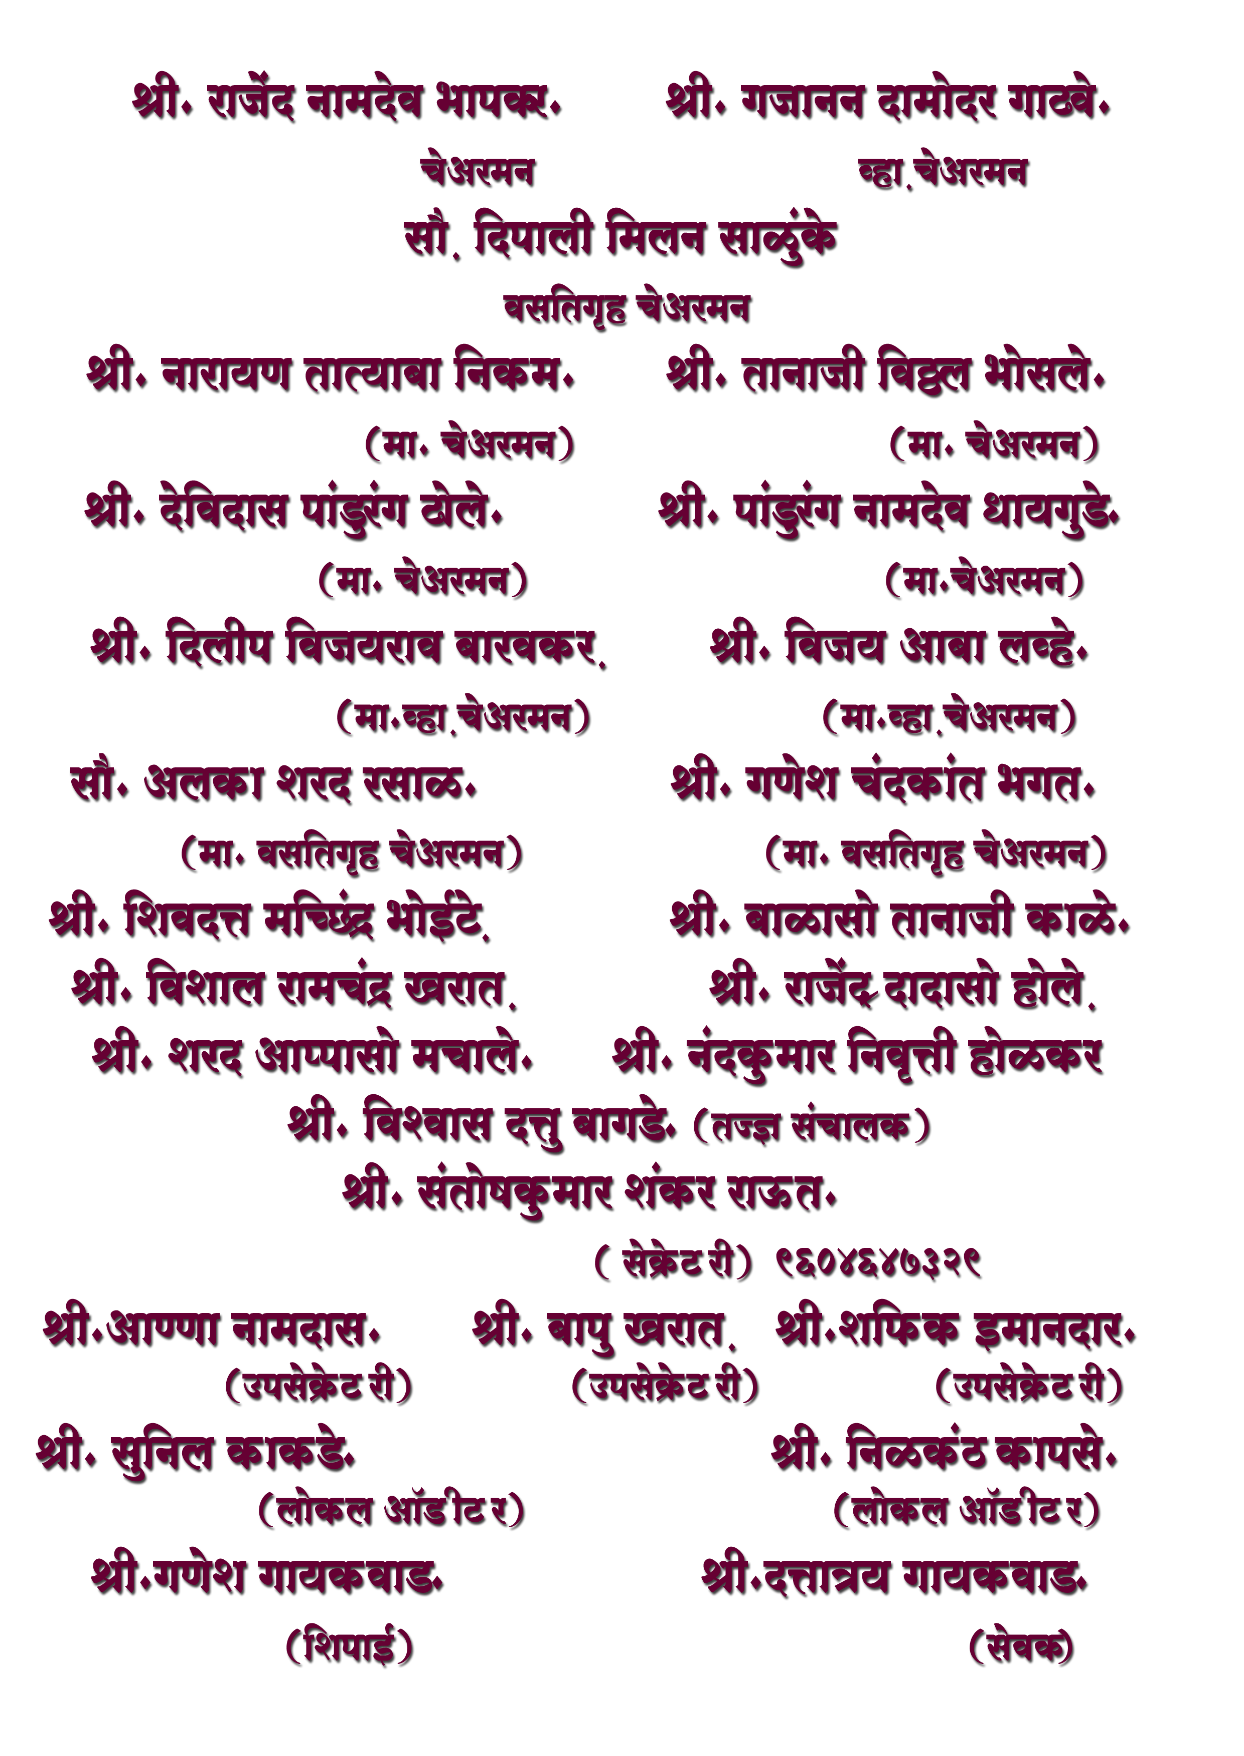 श्री. राजेंद नामदेव भापकर. श्री. गजानन दामोदर गाढवे.
चेअरमन व्हा.चेअरमन
सौ. दिपाली मिलन साळुंके
वसतिगृह चेअरमन
श्री. नारायण तात्याबा निकम. श्री. तानाजी विठ्ठल भोसले.
(मा. चेअरमन) (मा. चेअरमन)
श्री. देविदास पांडुरंग ढोले. श्री. पांडुरंग नामदेव धायगुडे.
(मा. चेअरमन) (मा.चेअरमन)
श्री. दिलीप विजयराव बारवकर. श्री. विजय आबा लव्हे.
(मा.व्हा.चेअरमन) (मा.व्हा.चेअरमन)
सौ. अलका शरद रसाळ. श्री. गणेश चंदकांत भगत.
(मा. वसतिगृह चेअरमन) (मा. वसतिगृह चेअरमन)
श्री. शिवदत्त मच्छिंद्र भोईटे. श्री. बाळासो तानाजी काळे.
श्री. विशाल रामचंद्र खरात. श्री. राजेंद्र दादासो होले.
श्री. शरद आप्पासो मचाले. श्री. नंदकुमार निवृत्ती होळकर
श्री. विश्वास दत्तु बागडे. (तज्ज्ञ संचालक)
श्री. संतोषकुमार शंकर राऊत.
( सेक्रेटरी) ९६०४६४७३२९
श्री.आण्णा नामदास. श्री. बापु खरात. श्री.शफिक इमानदार.
(उपसेक्रेटरी) (उपसेक्रेटरी) (उपसेक्रेटरी)
श्री. सुनिल काकडे. श्री. निळकंठ कापसे.
(लोकल ऑडीटर) (लोकल ऑडीटर)
श्री.गणेश गायकवाड. श्री.दत्तात्रय गायकवाड.
(शिपाई) (सेवक)